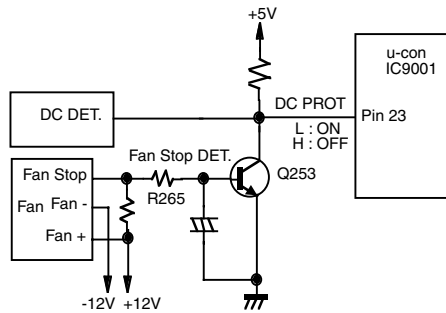 +5V
u-con
IC9001
DC DET.
DC PROT
Pin 23
L : ON
H : OFF
Fan Stop DET.
Fan Stop
Q253
R265
Fan
Fan -
Fan +
-12V
+12V